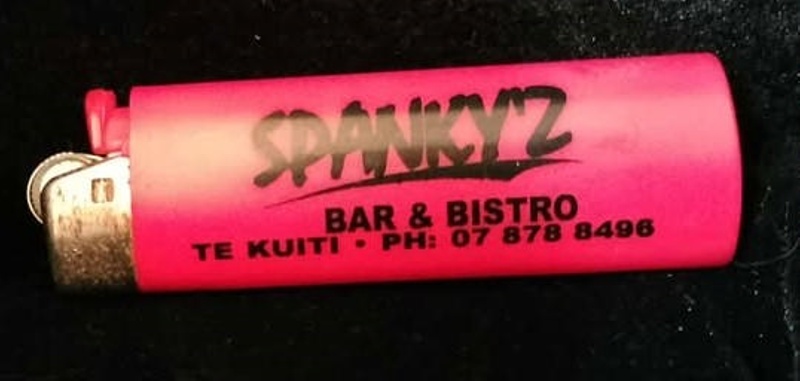 SPANKY'Z
BAR & BISTRO
TE KUITI • PH: 07 878 8496